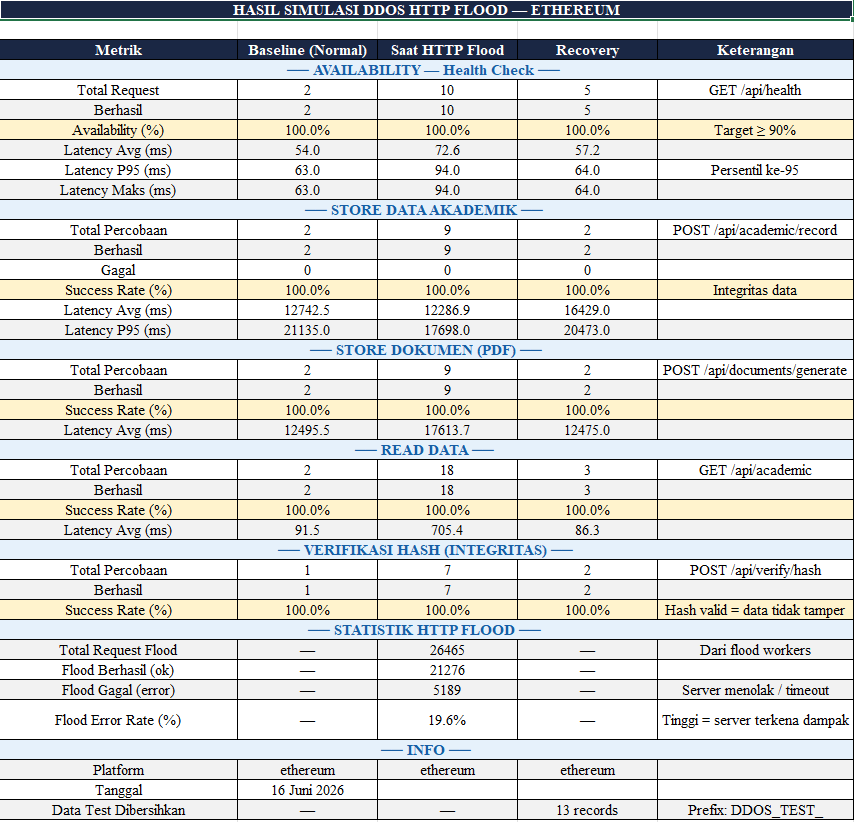 HASIL SIMULASI DDOS HTTP FLOOD — ETHEREUM
Metrik Baseline (Normal) Saat HTTP Flood Recovery Keterangan
── AVAILABILITY — Health Check ──
Total Request 2 10 5 GET /api/health
Berhasil 2 10 5
Availability (%) 100.0% 100.0% 100.0% Target ≥ 90%
Latency Avg (ms) 54.0 72.6 57.2
Latency P95 (ms) 63.0 94.0 64.0 Persentil ke-95
Latency Maks (ms) 63.0 94.0 64.0
── STORE DATA AKADEMIK ──
Total Percobaan 2 9 2 POST /api/academic/record
Berhasil 2 9 2
Gagal 0 0 0
Success Rate (%) 100.0% 100.0% 100.0% Integritas data
Latency Avg (ms) 12742.5 12286.9 16429.0
Latency P95 (ms) 21135.0 17698.0 20473.0
── STORE DOKUMEN (PDF) ──
Total Percobaan 2 9 2 POST /api/documents/generate
Berhasil 2 9 2
Success Rate (%) 100.0% 100.0% 100.0%
Latency Avg (ms) 12495.5 17613.7 12475.0
── READ DATA ──
Total Percobaan 2 18 3 GET /api/academic
Berhasil 2 18 3
Success Rate (%) 100.0% 100.0% 100.0%
Latency Avg (ms) 91.5 705.4 86.3
── VERIFIKASI HASH (INTEGRITAS) ──
Total Percobaan 1 7 2 POST /api/verify/hash
Berhasil 1 7 2
Success Rate (%) 100.0% 100.0% 100.0% Hash valid = data tidak tamper
── STATISTIK HTTP FLOOD ──
Total Request Flood — 26465 — Dari flood workers
Flood Berhasil (ok) — 21276 —
Flood Gagal (error) — 5189 — Server menolak / timeout
Flood Error Rate (%) — 19.6% — Tinggi = server terkena dampak
── INFO ──
Platform ethereum ethereum ethereum
Tanggal 16 Juni 2026
Data Test Dibersihkan — — 13 records Prefix: DDOS_TEST_